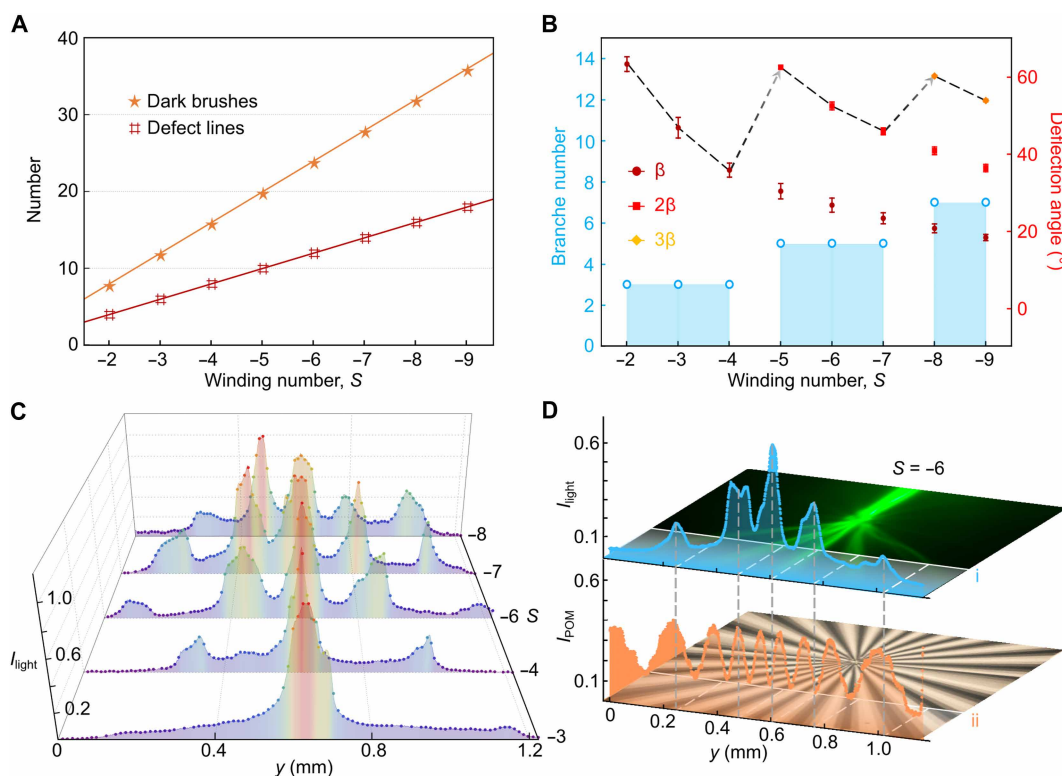 A
40
30
20
10
0
Number
Dark brushes
Defect lines
−2 −3 −4 −5 −6 −7 −8 −9
Winding number, S
B
14
12
10
8
6
4
2
0
Branche number
β
2β
3β
60
40
20
0
Deflection angle (°)
−2 −3 −4 −5 −6 −7 −8 −9
Winding number, S
C
1.0
0.6
0.2
Ilight
−8
−7
−6 S
−4
−3
0 0.4 0.8 1.2
y (mm)
D
S = −6
0.6
0.1
Ilight
i
0.6
0.1
IPOM
ii
0 0.2 0.4 0.6 0.8 1.0
y (mm)